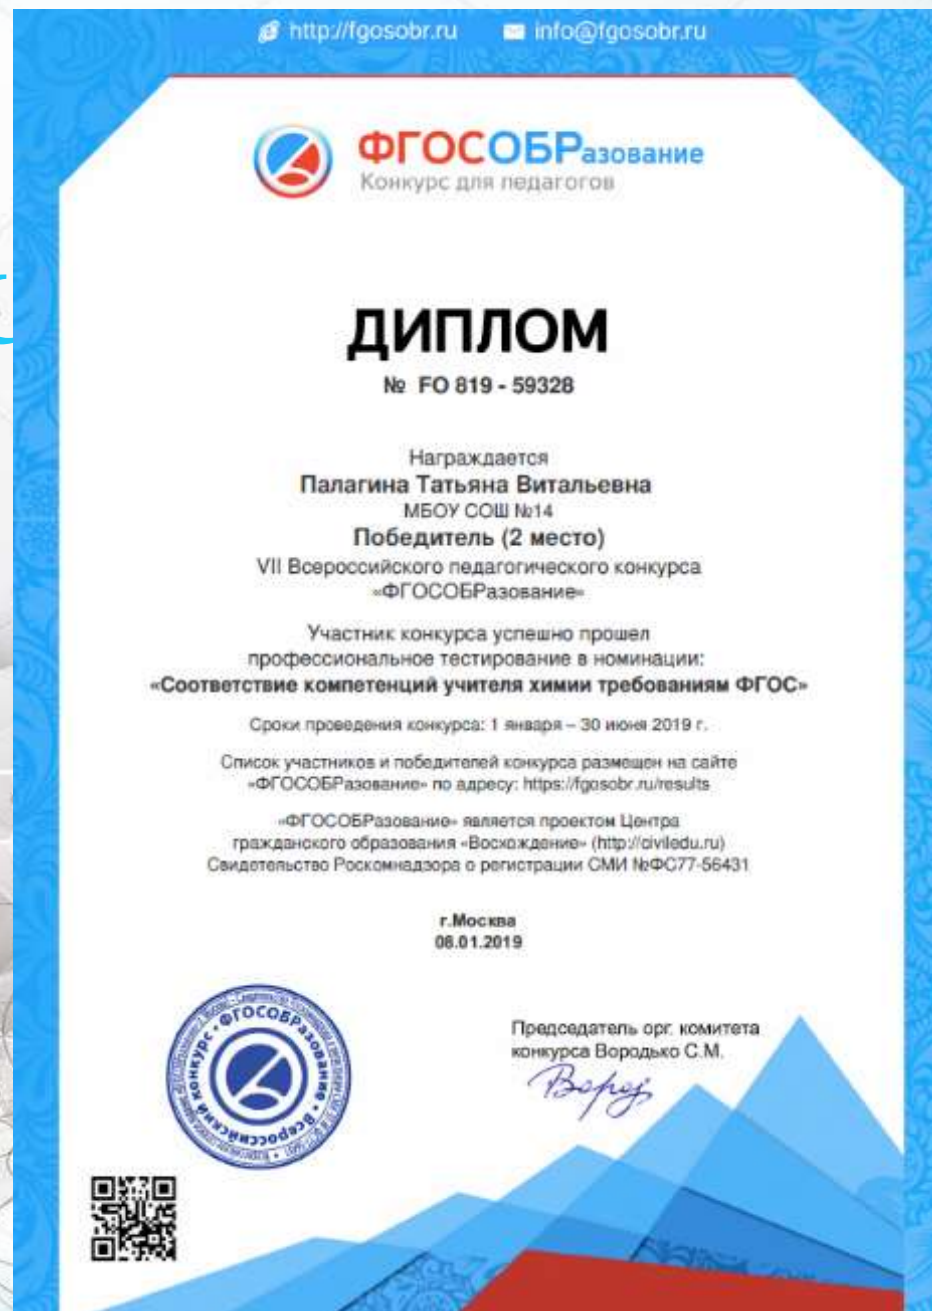 http://fgosobr.ru info@fgosobr.ru
ФГОСОБРазование
Конкурс для педагогов
ДИПЛОМ
№ FO 819 - 59328
Награждается
Палагина Татьяна Витальевна
МБОУ СОШ №14
Победитель (2 место)
VII Всероссийского педагогического конкурса
«ФГОСОБРазование»
Участник конкурса успешно прошел
профессиональное тестирование в номинации:
«Соответствие компетенций учителя химии требованиям ФГОС»
Сроки проведения конкурса: 1 января – 30 июня 2019 г.
Список участников и победителей конкурса размещен на сайте
«ФГОСОБРазование» по адресу: https://fgosobr.ru/results
«ФГОСОБРазование» является проектом Центра
гражданского образования «Восхождение» (http://civiledu.ru)
Свидетельство Роскомнадзора о регистрации СМИ №ФС77-56431
г.Москва
08.01.2019
Председатель орг. комитета
конкурса Вородько С.М.
ФГОСОБРазование • Всероссийский конкурс •